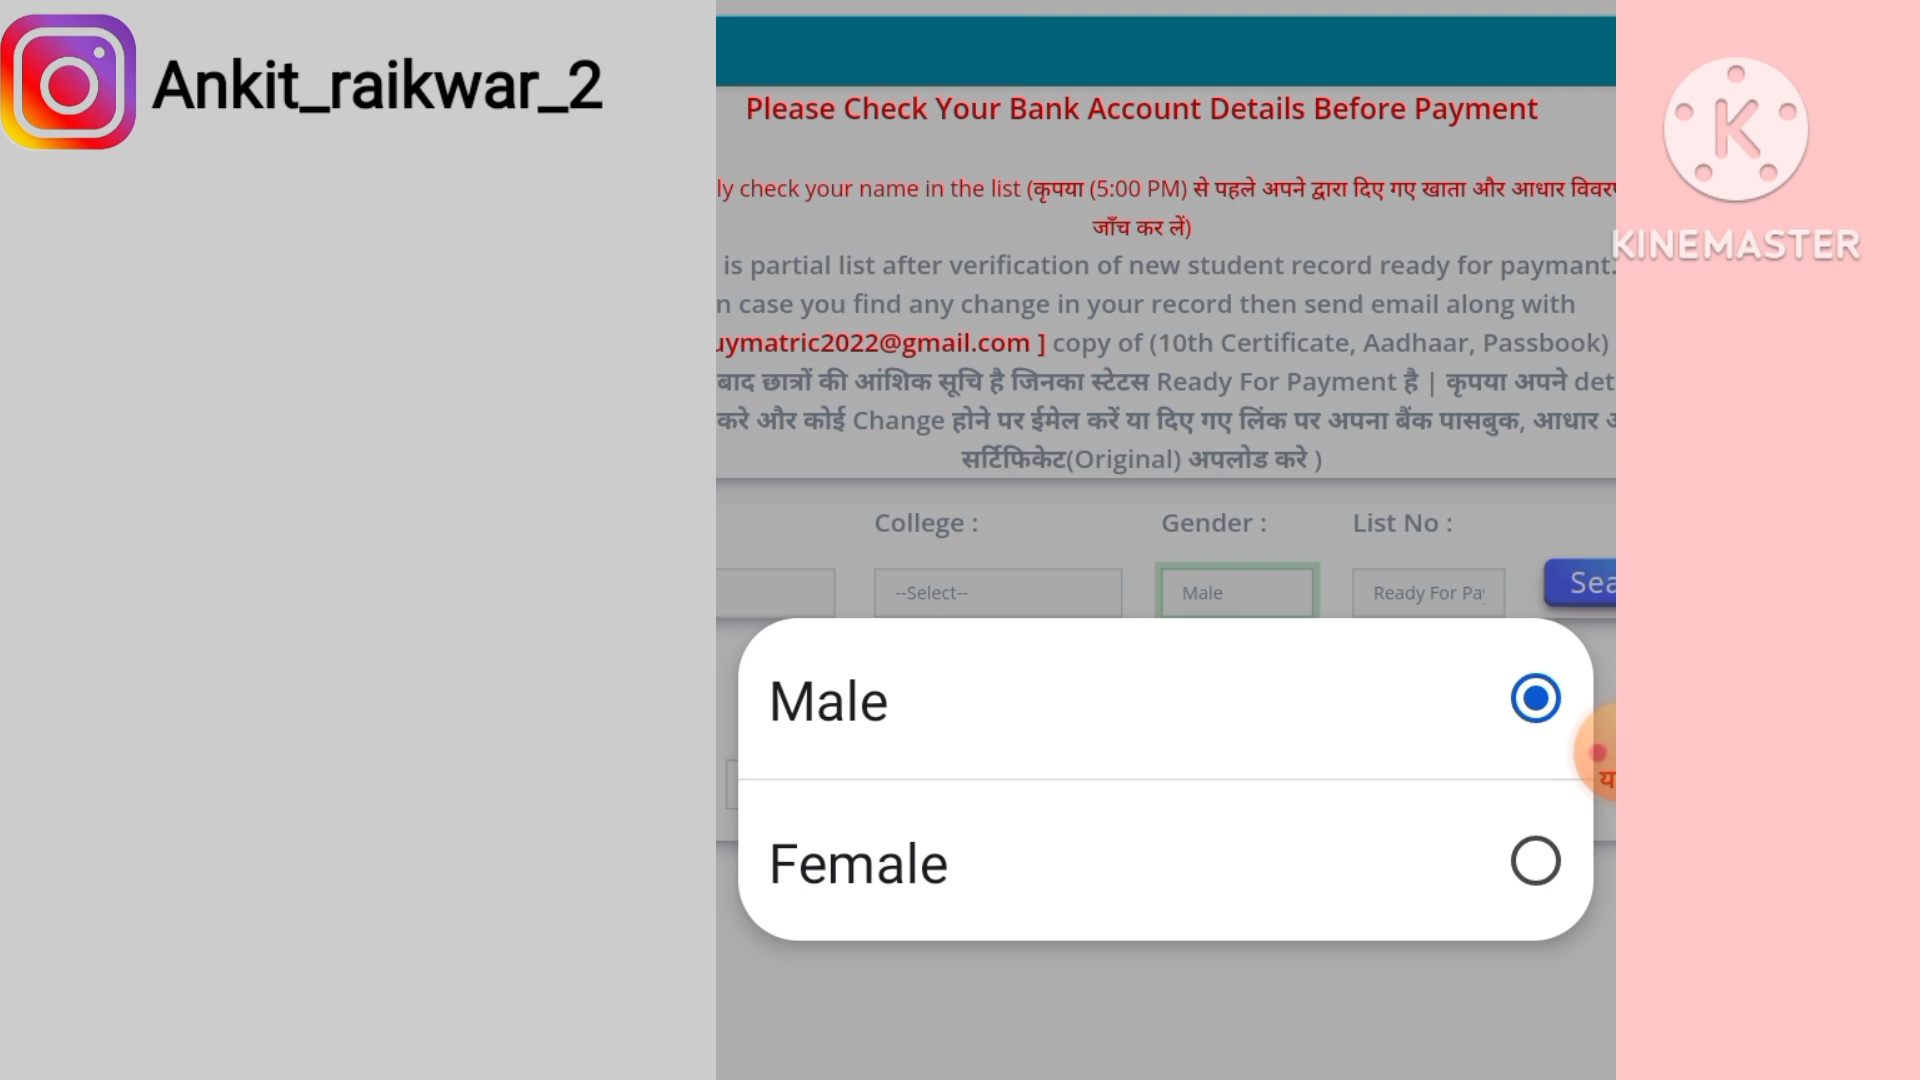 Ankit_raikwar_2
Please Check Your Bank Account Details Before Payment
ly check your name in the list (कृपया (5:00 PM) से पहले अपने द्वारा दिए गए खाता और आधार
जाँच कर लें)
is partial list after verification of new student record ready for paymant.
n case you find any change in your record then send email along with
uymatric2022@gmail.com ] copy of (10th Certificate, Aadhaar, Passbook)
बाद छात्रों की आंशिक सूचि है जिनका स्टेटस Ready For Payment है | कृपया अपने det
करे और कोई Change होने पर ईमेल करें या दिए गए लिंक पर अपना बैंक पासबुक, आधार
सर्टिफिकेट(Original) अपलोड करे )
College : Gender : List No :
--Select-- Male Ready For Pa Sea
Male
Female
K
KINEMASTER